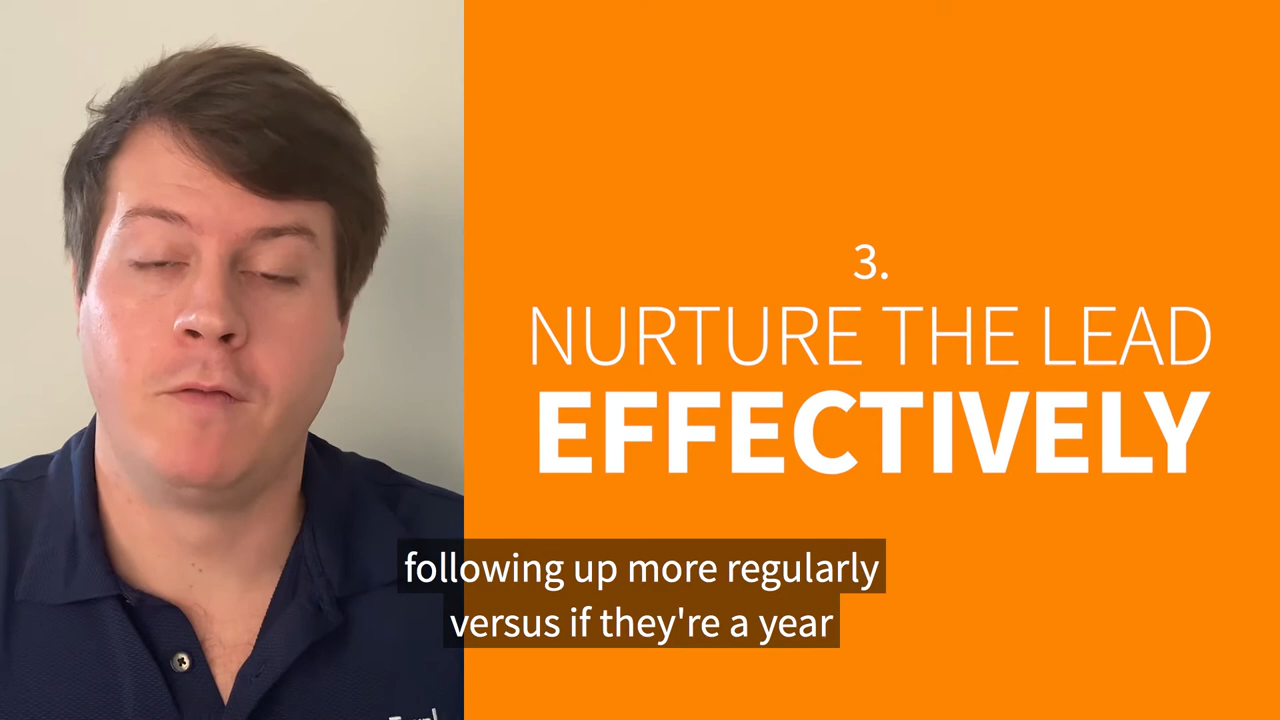 3.
NURTURE THE LEAD
EFFECTIVELY
following up more regularly
versus if they're a year